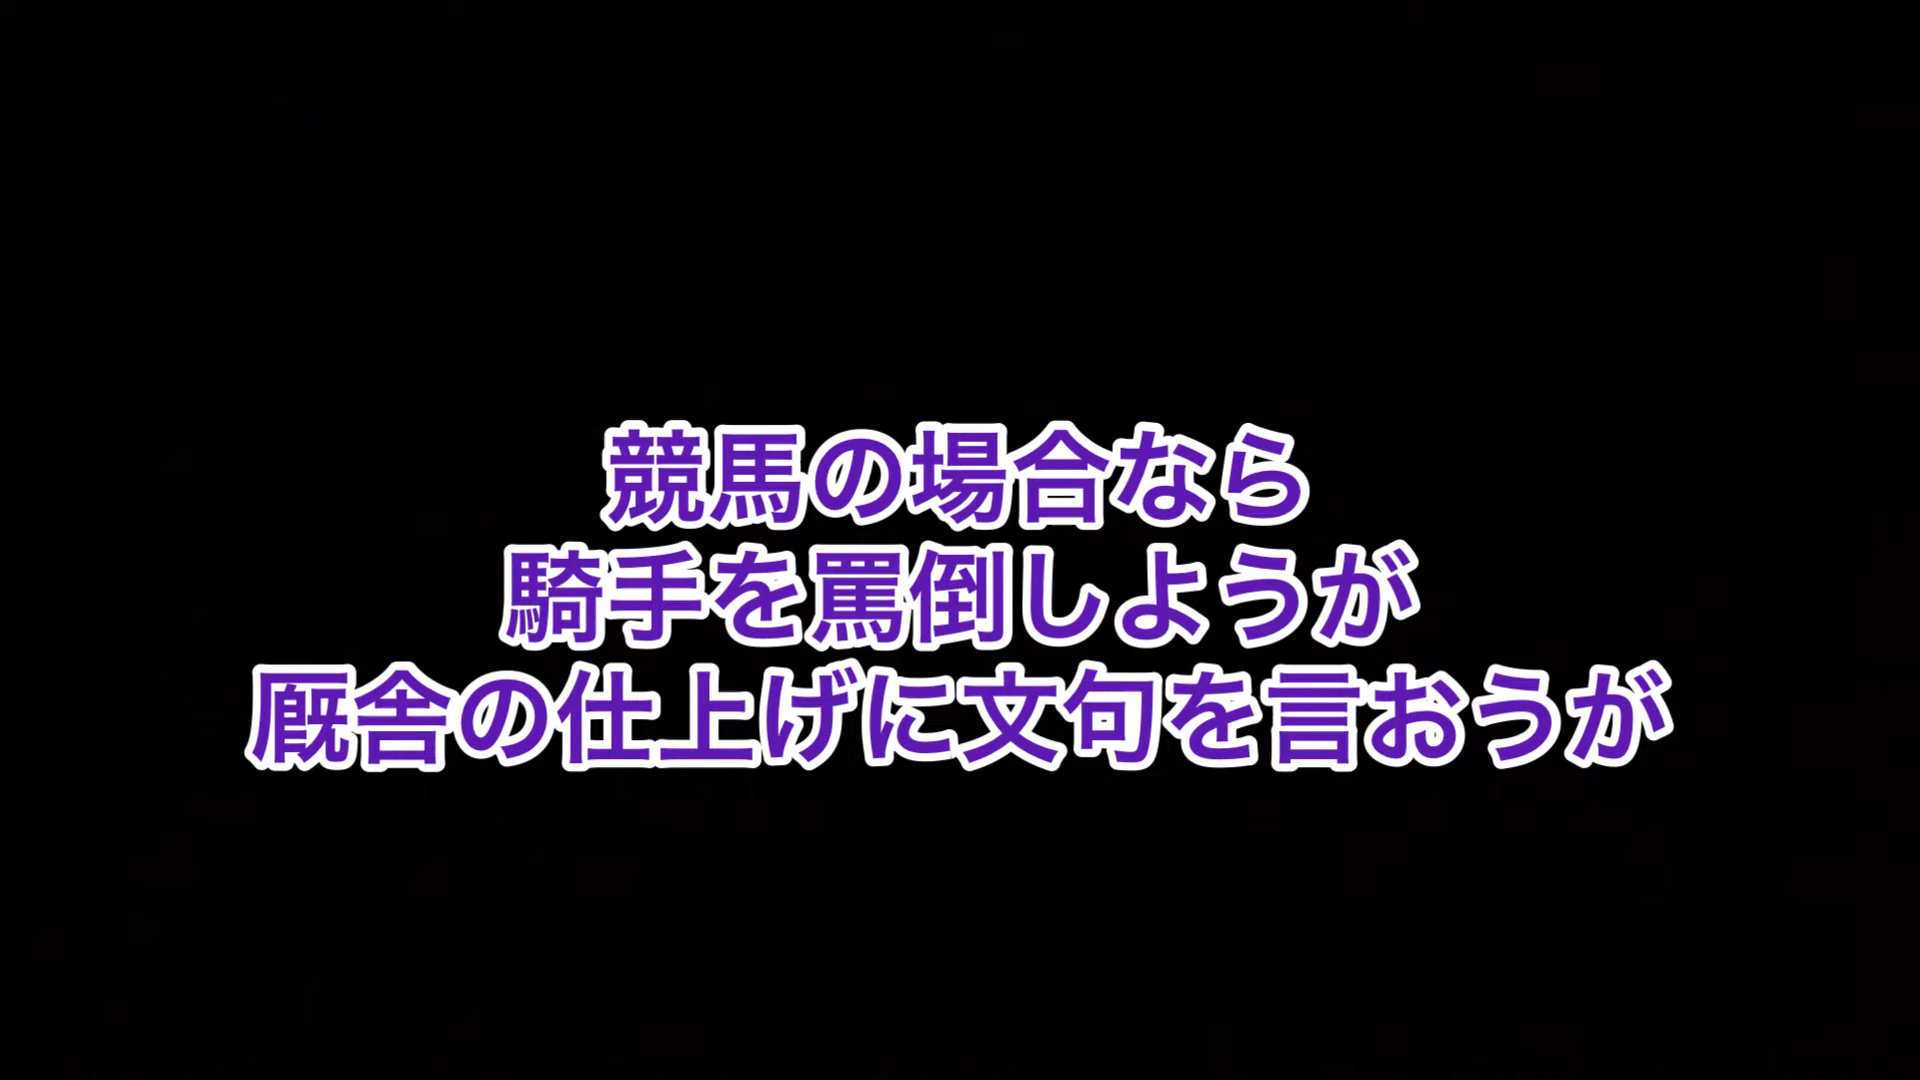 競馬の場合なら
騎手を罵倒しようが
厩舎の仕上げに文句を言おうが